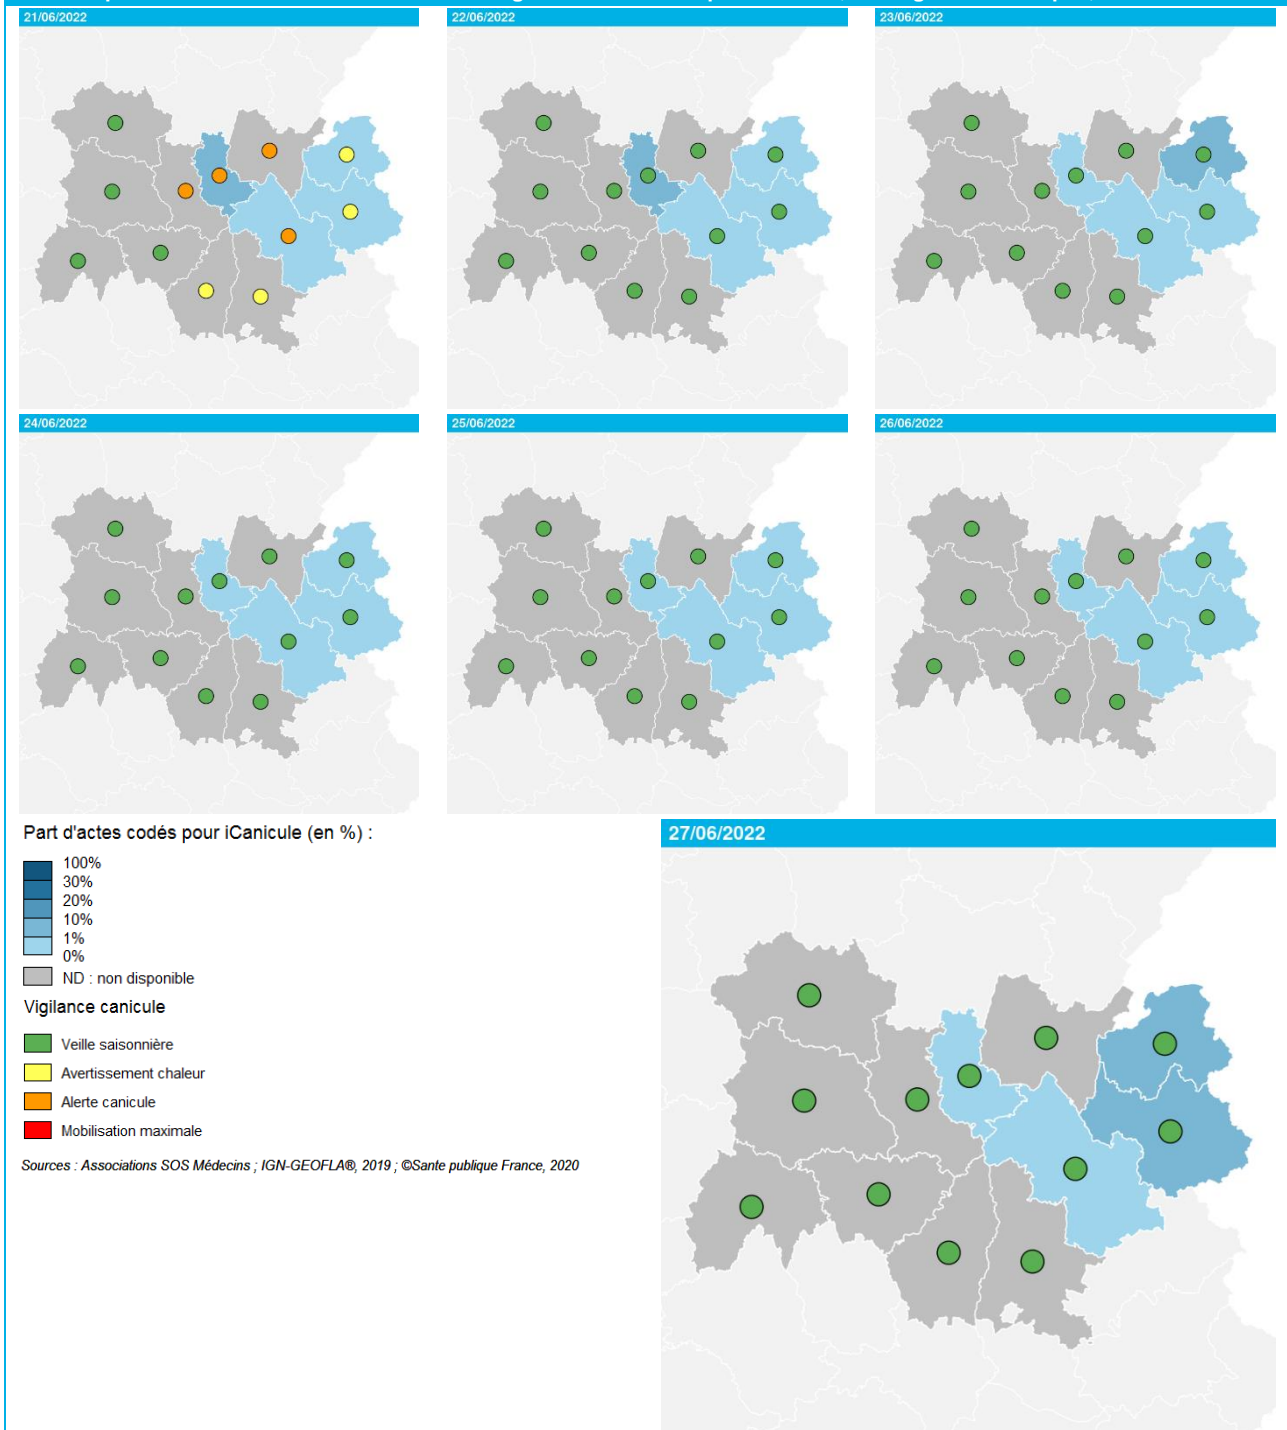 21/06/2022
22/06/2022
23/06/2022
24/06/2022
25/06/2022
26/06/2022
Part d'actes codés pour iCanicule (en %) :
100%
30%
20%
10%
1%
0%
ND : non disponible
Vigilance canicule
Veille saisonnière
Avertissement chaleur
Alerte canicule
Mobilisation maximale
Sources : Associations SOS Médecins ; IGN-GEOFLA®, 2019 ; ©Sante publique France, 2020
27/06/2022